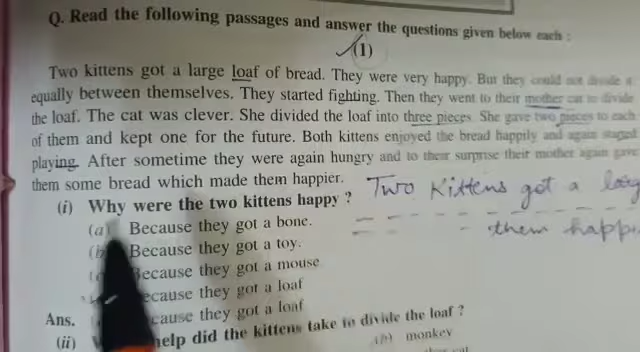 Q. Read the following passages and answer the questions given below each :
(1)
Two kittens got a large loaf of bread. They were very happy. But they could not divide it
equally between themselves. They started fighting. Then they went to their mother cat to divide
the loaf. The cat was clever. She divided the loaf into three pieces. She gave two pieces to each
of them and kept one for the future. Both kittens enjoyed the bread happily and again started
playing. After sometime they were again hungry and to their surprise their mother again gave
them some bread which made them happier. Two Kittens got a
(i) Why were the two kittens happy ?
them happi
(a) Because they got a bone.
(b) Because they got a toy.
Because they got a mouse
ecause they got a loaf
Ans. cause they got a loaf
(ii) help did the kittens take to divide the loaf ?
(b) monkey
cat